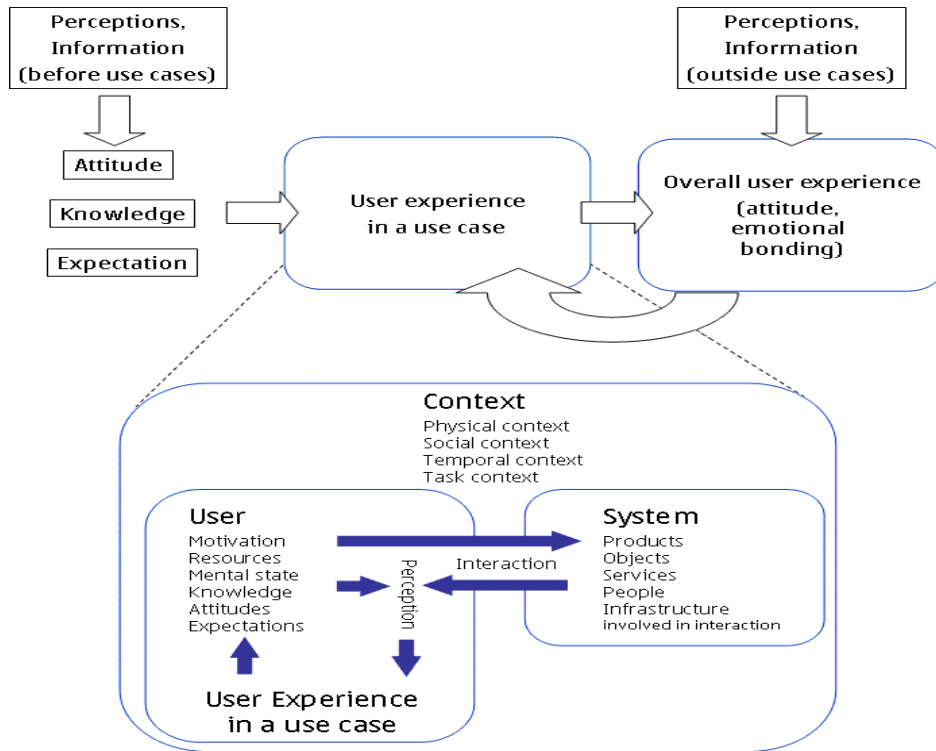 Perceptions,
Information
(before use cases)
Perceptions,
Information
(outside use cases)
Attitude
Knowledge
Expectation
User experience
in a use case
Overall user experience
(attitude,
emotional
bonding)
Context
Physical context
Social context
Temporal context
Task context
User
Motivation
Resources
Mental state
Knowledge
Attitudes
Expectations
Perception
Interaction
System
Products
Objects
Services
People
Infrastructure
involved in interaction
User Experience
in a use case